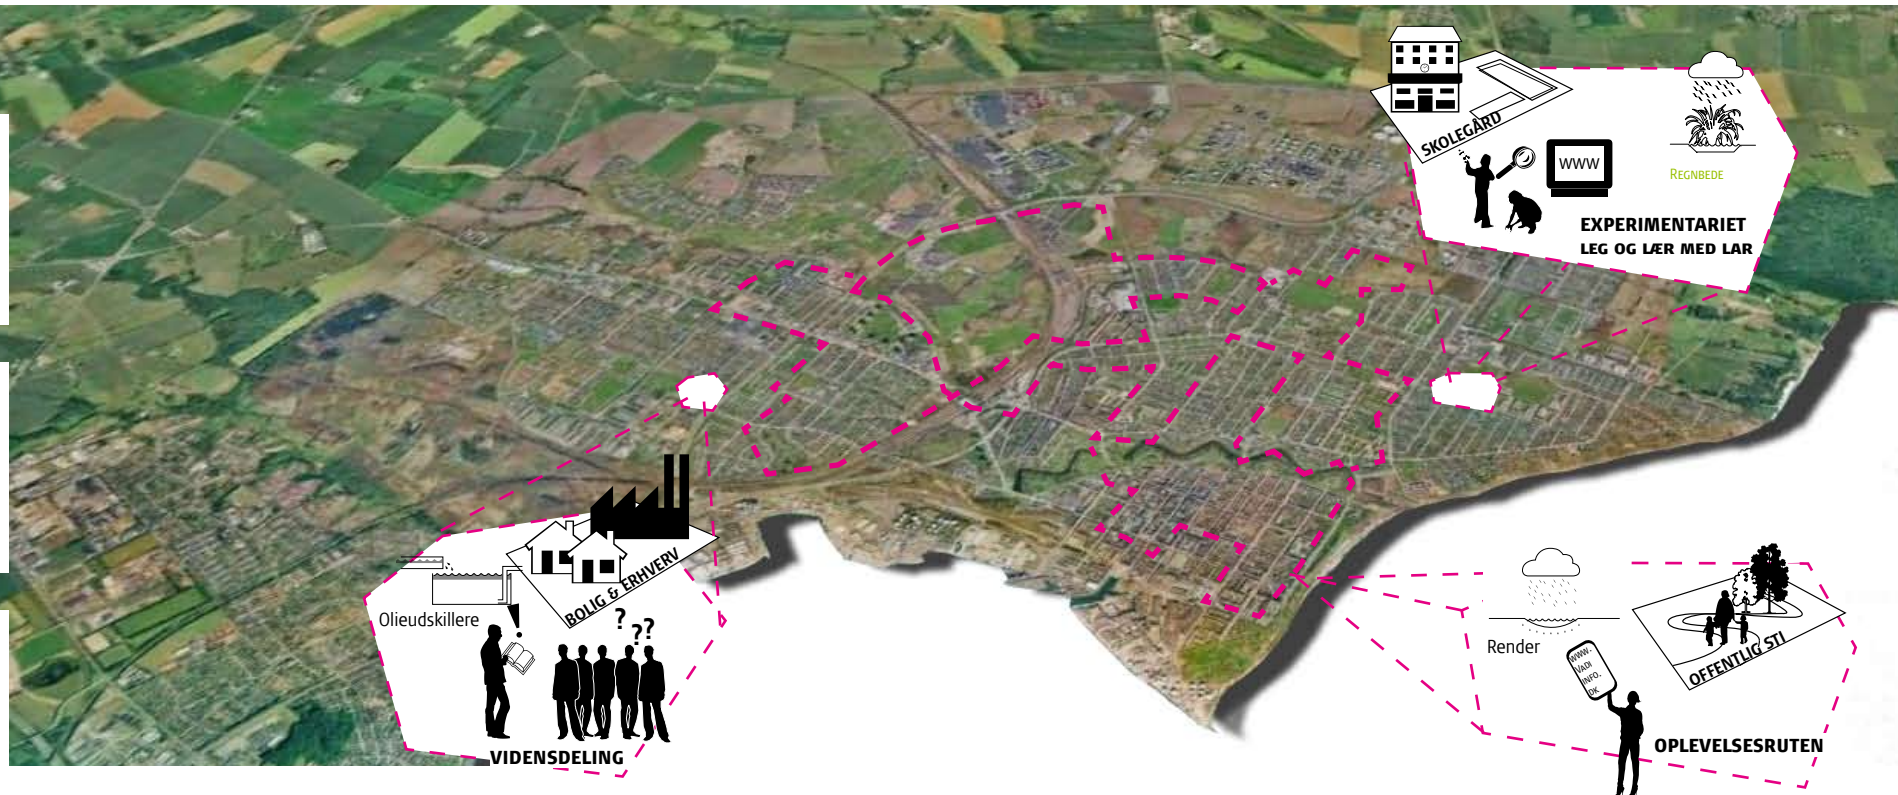 SKOLEGÅRD
WWW
REGNBEDE
EXPERIMENTARIET
LEG OG LÆR MED LAR
BOLIG & ERHVERV
Olieudskillere
?
??
VIDENSDELING
Render
OFFENTLIG STI
WWW.
VADI
INFO.
DK
OPLEVELSESRUTEN